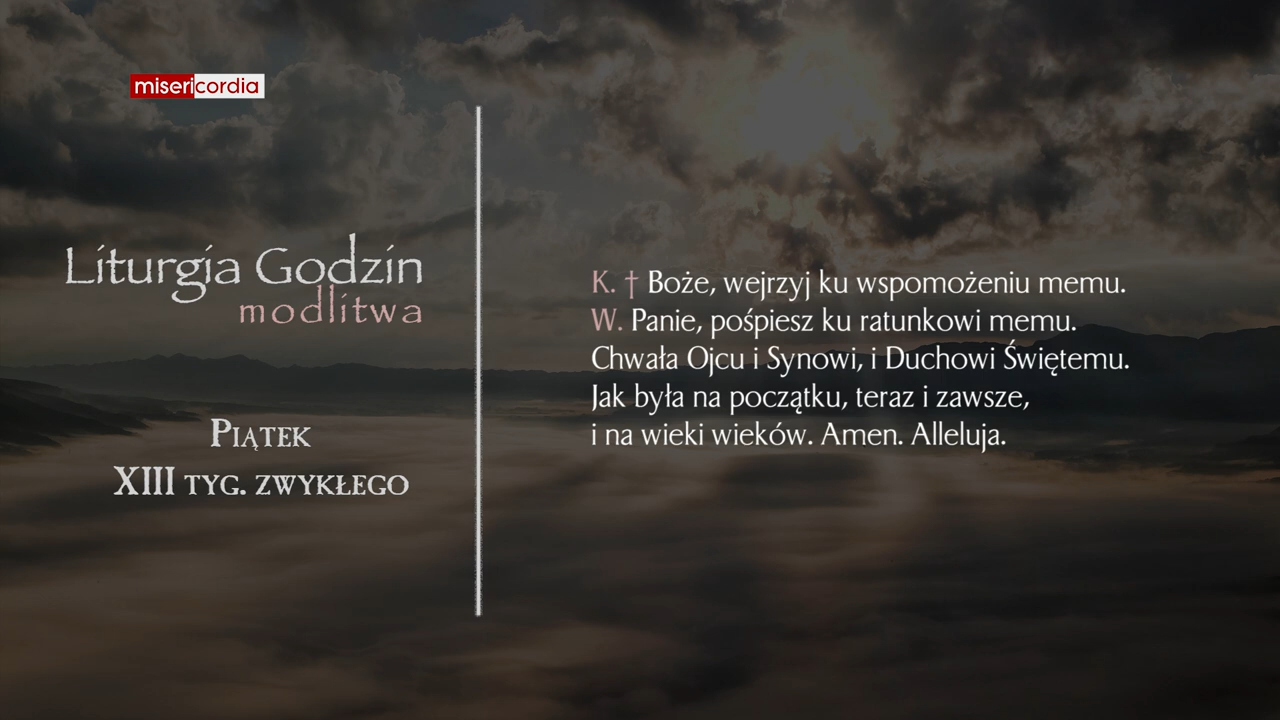 misericordia
Liturgia Godzin
modlitwa
Piątek
XIII tyg. zwykłego
K. † Boże, wejrzyj ku wspomożeniu memu.
W. Panie, pośpiesz ku ratunkowi memu.
Chwała Ojcu i Synowi, i Duchowi Świętemu.
Jak była na początku, teraz i zawsze,
i na wieki wieków. Amen. Alleluja.